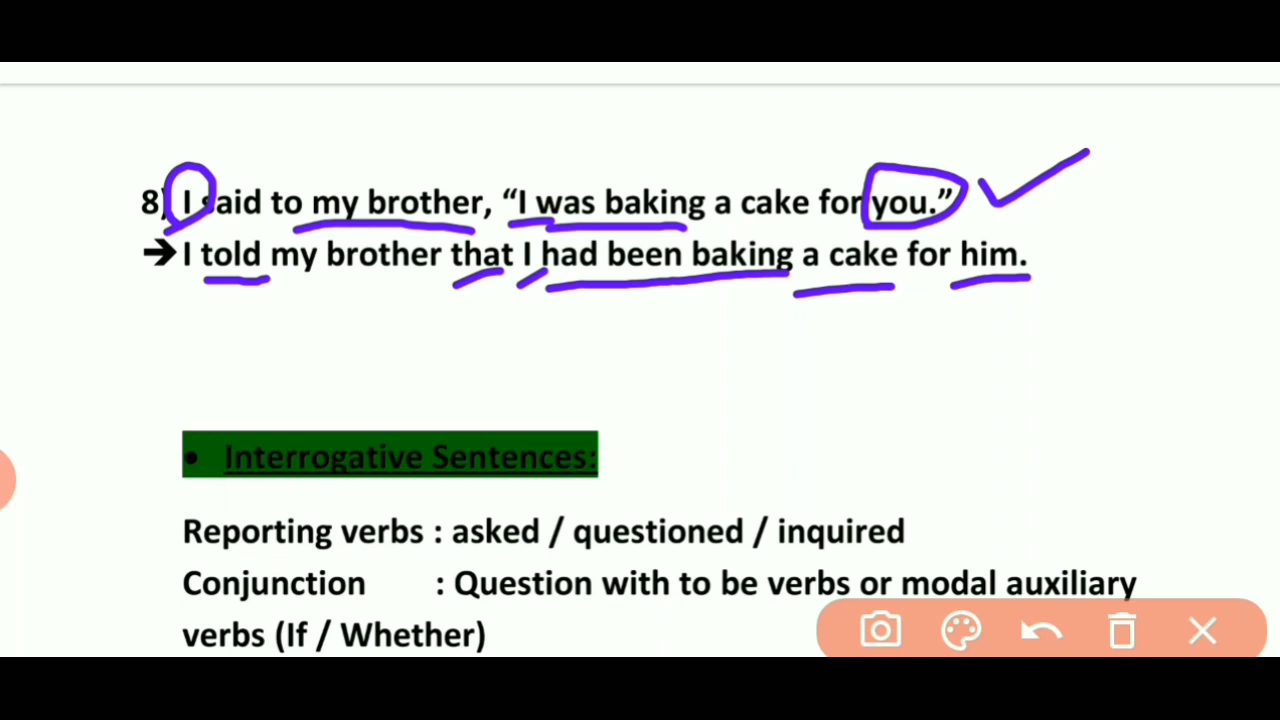 8) I said to my brother, “I was baking a cake for you.”
➔I told my brother that I had been baking a cake for him.
• Interrogative Sentences:
Reporting verbs : asked / questioned / inquired
Conjunction : Question with to be verbs or modal auxiliary
verbs (If / Whether)